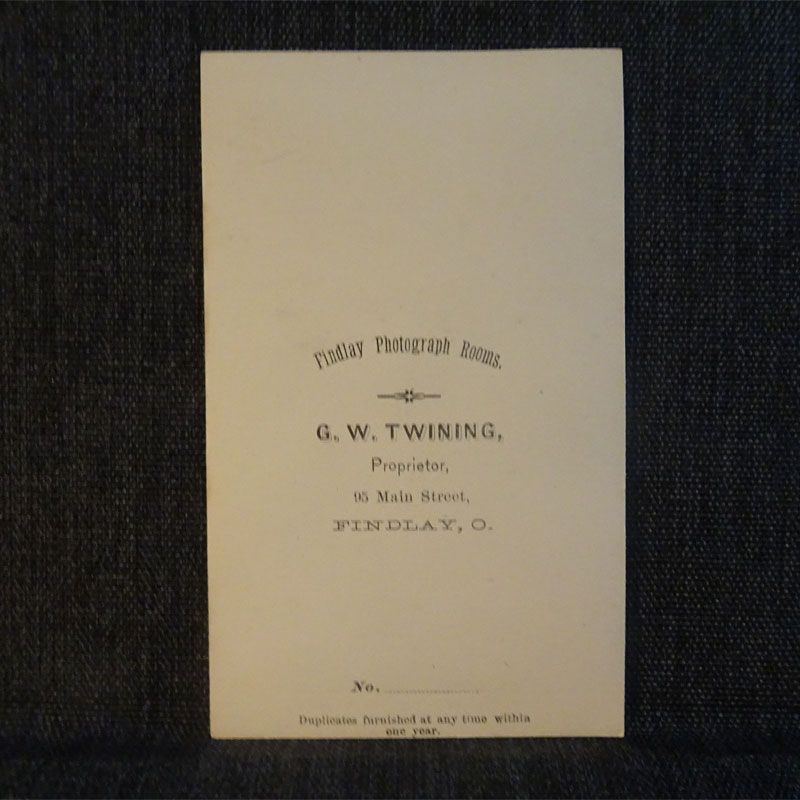 Findlay Photograph Rooms.
G. W. TWINING,
Proprietor,
95 Main Street,
FINDLAY, O.
No. ....................
Duplicates furnished at any time within
one year.